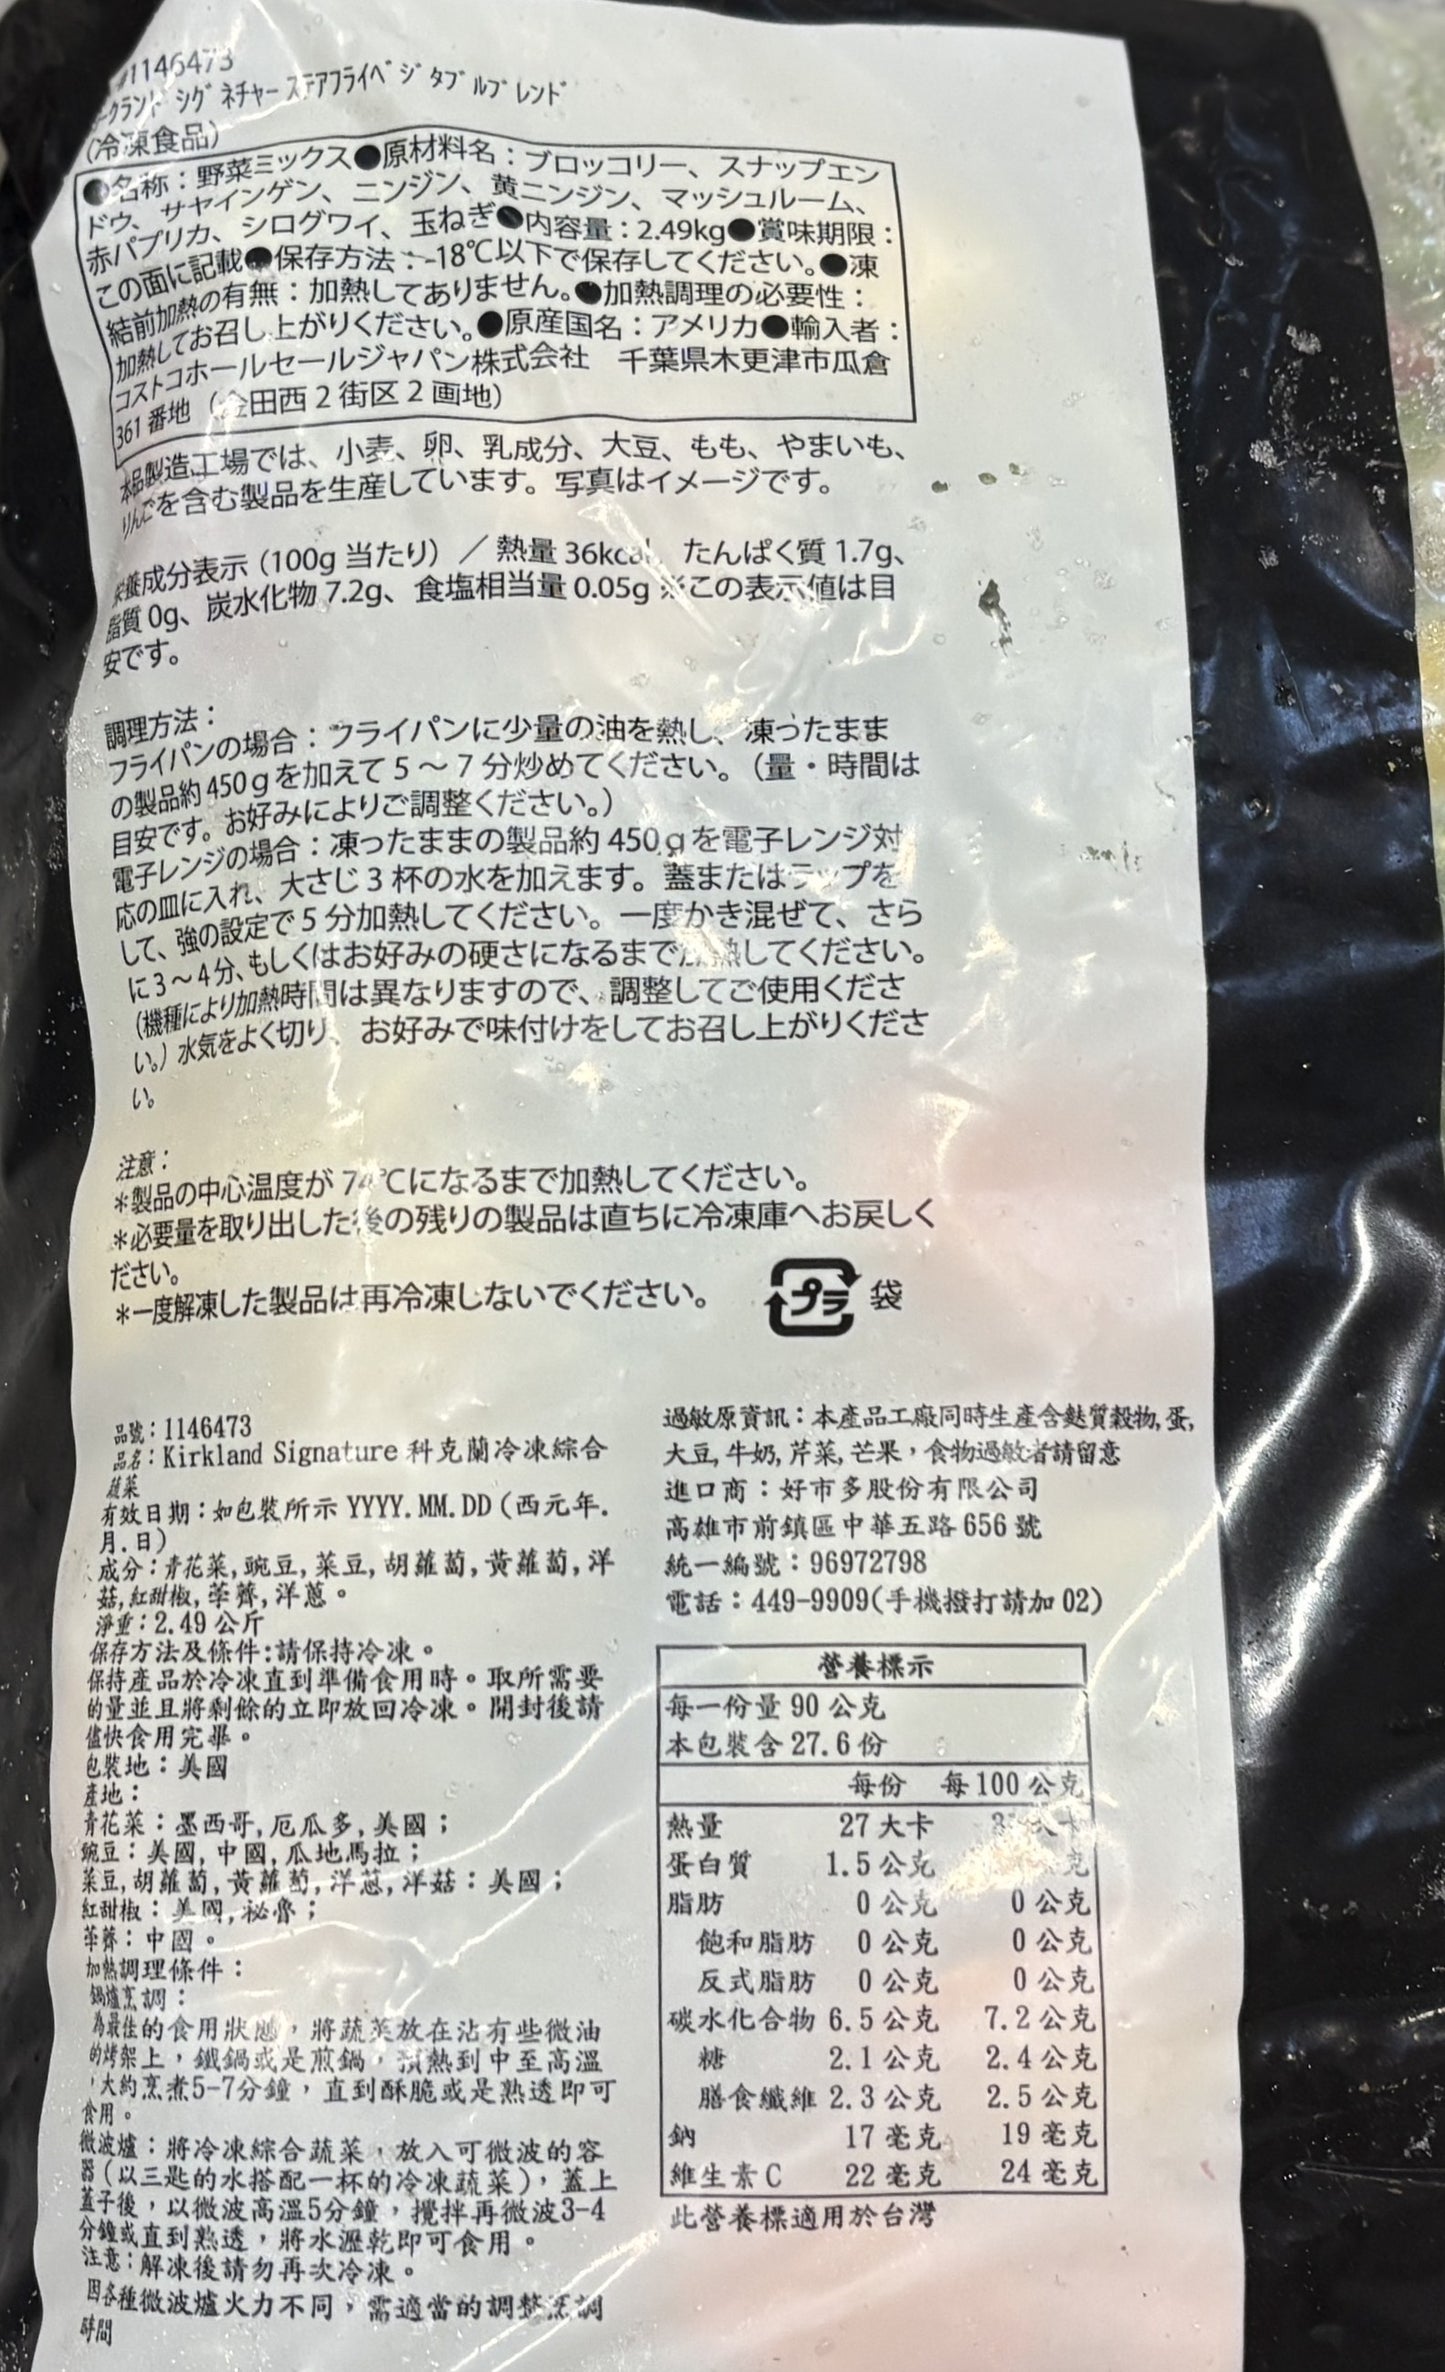 #1146473
ークランド シグネチャー ステアフライベジタブルブレンド
(冷凍食品)
●名称：野菜ミックス●原材料名：ブロッコリー、スナップエン
ドウ、サヤインゲン、ニンジン、黄ニンジン、マッシュルーム、
赤パプリカ、シログワイ、玉ねぎ●内容量：2.49kg●賞味期限：
この面に記載●保存方法：-18℃以下で保存してください。●凍
結前加熱の有無：加熱してありません。●加熱調理の必要性：
加熱してお召し上がりください。●原産国名：アメリカ●輸入者：
コストコホールセールジャパン株式会社　千葉県木更津市瓜倉
361番地（金田西２街区２画地）
本品製造工場では、小麦、卵、乳成分、大豆、もも、やまいも、
りんごを含む製品を生産しています。写真はイメージです。
栄養成分表示（100g 当たり）／熱量 36kcal、たんぱく質 1.7g、
脂質 0g、炭水化物 7.2g、食塩相当量 0.05g ※この表示値は目
安です。
調理方法：
フライパンの場合：フライパンに少量の油を熱し、凍ったまま
の製品約 450ｇを加えて５～７分炒めてください。（量・時間は
目安です。お好みによりご調整ください。）
電子レンジの場合：凍ったままの製品約 450ｇを電子レンジ対
応の皿に入れ、大さじ３杯の水を加えます。蓋またはラップを
して、強の設定で５分加熱してください。一度かき混ぜて、さら
に３～４分、もしくはお好みの硬さになるまで加熱してください。
（機種により加熱時間は異なりますので、調整してご使用くださ
い。）水気をよく切り、お好みで味付けをしてお召し上がりくださ
い。
注意：
＊製品の中心温度が 74℃になるまで加熱してください。
＊必要量を取り出した後の残りの製品は直ちに冷凍庫へお戻しく
ださい。
＊一度解凍した製品は再冷凍しないでください。
プラ 袋
品號：1146473
品名：Kirkland Signature 科克蘭冷凍綜合
蔬菜
有效日期：如包裝所示 YYYY.MM.DD（西元年.
月.日）
成分：青花菜,豌豆,菜豆,胡蘿蔔,黃蘿蔔,洋
菇,紅甜椒,荸薺,洋蔥。
淨重：2.49 公斤
保存方法及條件:請保持冷凍。
保持產品於冷凍直到準備食用時。取所需要
的量並且將剩餘的立即放回冷凍。開封後請
儘快食用完畢。
包裝地：美國
產地：
青花菜：墨西哥,厄瓜多,美國；
豌豆：美國,中國,瓜地馬拉；
菜豆,胡蘿蔔,黃蘿蔔,洋蔥,洋菇：美國；
紅甜椒：美國,秘魯；
荸薺：中國。
加熱調理條件：
鍋爐烹調：
為最佳的食用狀態，將蔬菜放在沾有些微油
的烤架上，鐵鍋或是煎鍋，預熱到中至高溫
，大約烹煮5-7分鐘，直到酥脆或是熟透即可
食用。
微波爐：將冷凍綜合蔬菜，放入可微波的容
器（以三匙的水搭配一杯的冷凍蔬菜），蓋上
蓋子後，以微波高溫5分鐘，攪拌再微波3-4
分鐘或直到熟透，將水瀝乾即可食用。
注意：解凍後請勿再次冷凍。
因各種微波爐火力不同，需適當的調整烹調
時間
過敏原資訊：本產品工廠同時生產含麩質穀物,蛋,
大豆,牛奶,芹菜,芒果，食物過敏者請留意
進口商：好市多股份有限公司
高雄市前鎮區中華五路 656 號
統一編號：96972798
電話：449-9909(手機撥打請加 02)
營養標示
每一份量 90 公克
本包裝含 27.6 份
每份 每 100 公克
熱量 27 大卡 大卡
蛋白質 1.5 公克 克
脂肪 0 公克 0 公克
飽和脂肪 0 公克 0 公克
反式脂肪 0 公克 0 公克
碳水化合物 6.5 公克 7.2 公克
糖 2.1 公克 2.4 公克
膳食纖維 2.3 公克 2.5 公克
鈉 17 毫克 19 毫克
維生素 C 22 毫克 24 毫克
此營養標適用於台灣